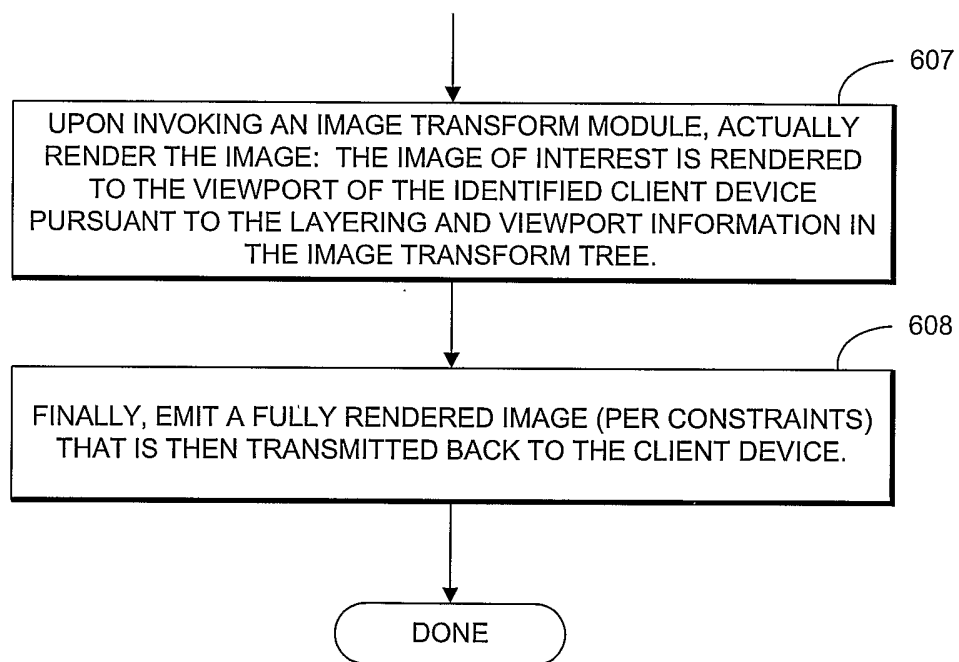 607
UPON INVOKING AN IMAGE TRANSFORM MODULE, ACTUALLY
RENDER THE IMAGE: THE IMAGE OF INTEREST IS RENDERED
TO THE VIEWPORT OF THE IDENTIFIED CLIENT DEVICE
PURSUANT TO THE LAYERING AND VIEWPORT INFORMATION IN
THE IMAGE TRANSFORM TREE.
608
FINALLY, EMIT A FULLY RENDERED IMAGE (PER CONSTRAINTS)
THAT IS THEN TRANSMITTED BACK TO THE CLIENT DEVICE.
DONE